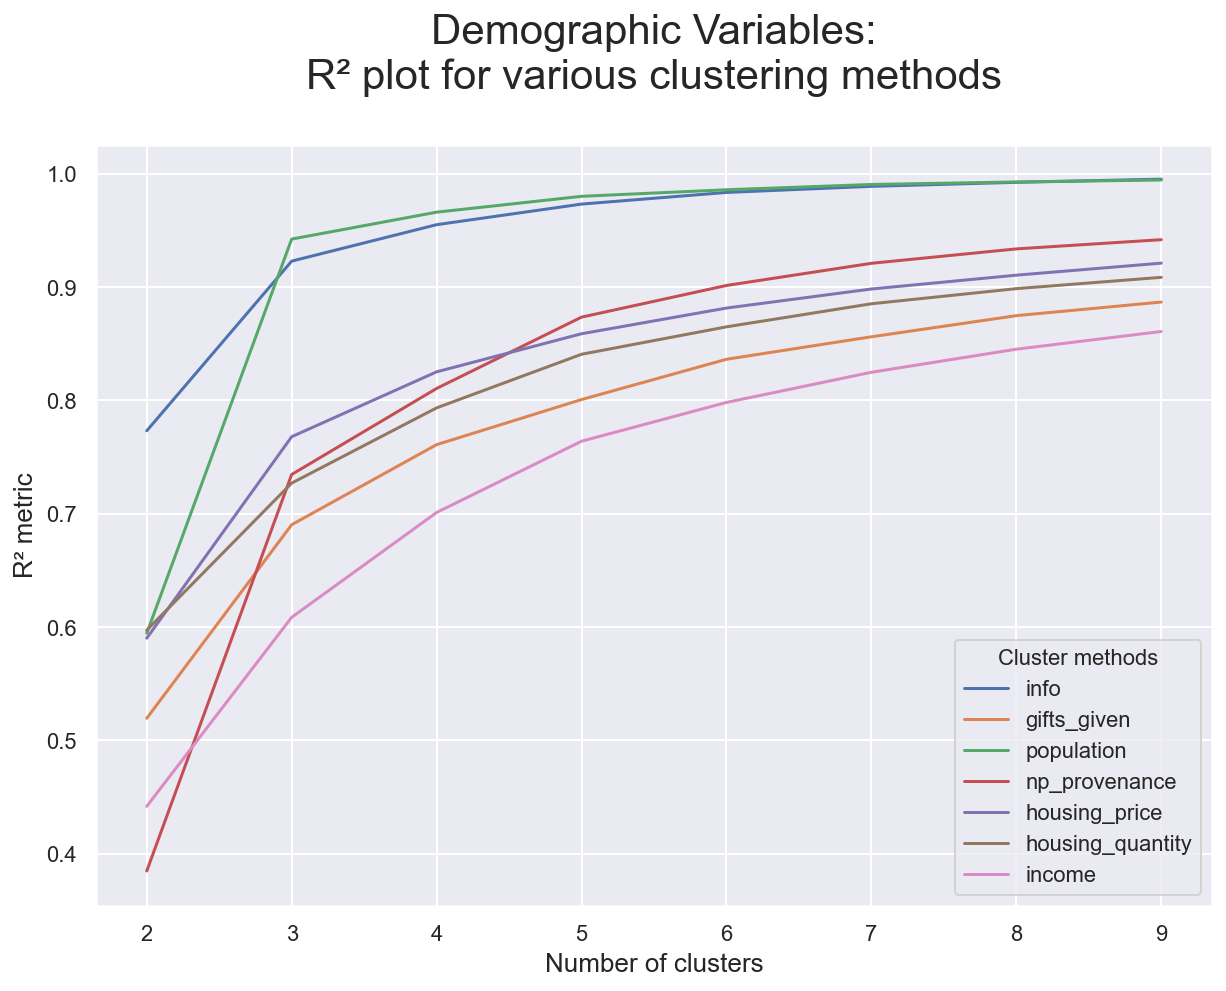 Demographic Variables:
R² plot for various clustering methods
1.0
0.9
0.8
0.7
0.6
0.5
0.4
R² metric
2 3 4 5 6 7 8 9
Number of clusters
Cluster methods
info
gifts_given
population
np_provenance
housing_price
housing_quantity
income